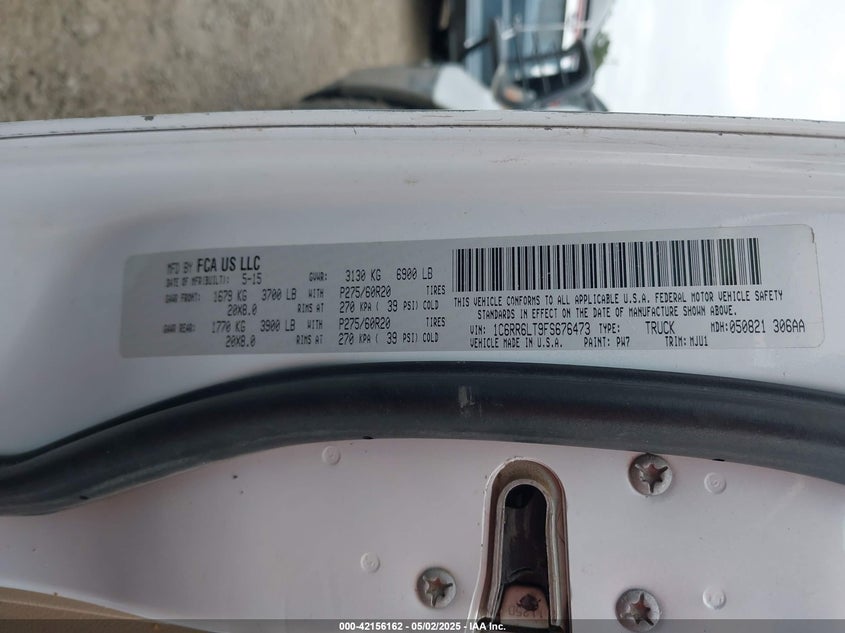 MFD BY FCA US LLC
DATE OF MFR(BUILT): 5-15 GVWR: 3130 KG 6900 LB
GAWR FRONT: 1679 KG 3700 LB WITH P275/60R20 TIRES
20X8.0 RIMS AT 270 KPA ( 39 PSI) COLD
GAWR REAR: 1770 KG 3900 LB WITH P275/60R20 TIRES
20X8.0 RIMS AT 270 KPA ( 39 PSI) COLD
THIS VEHICLE CONFORMS TO ALL APPLICABLE U.S.A. FEDERAL MOTOR VEHICLE SAFETY
STANDARDS IN EFFECT ON THE DATE OF MANUFACTURE SHOWN ABOVE.
VIN: 1C6RR6LT9FS676473 TYPE: TRUCK MDH: 050821 306AA
VEHICLE MADE IN U.S.A. PAINT: PW7 TRIM: MJU1
000-42156162 - 05/02/2025 - IAA Inc.